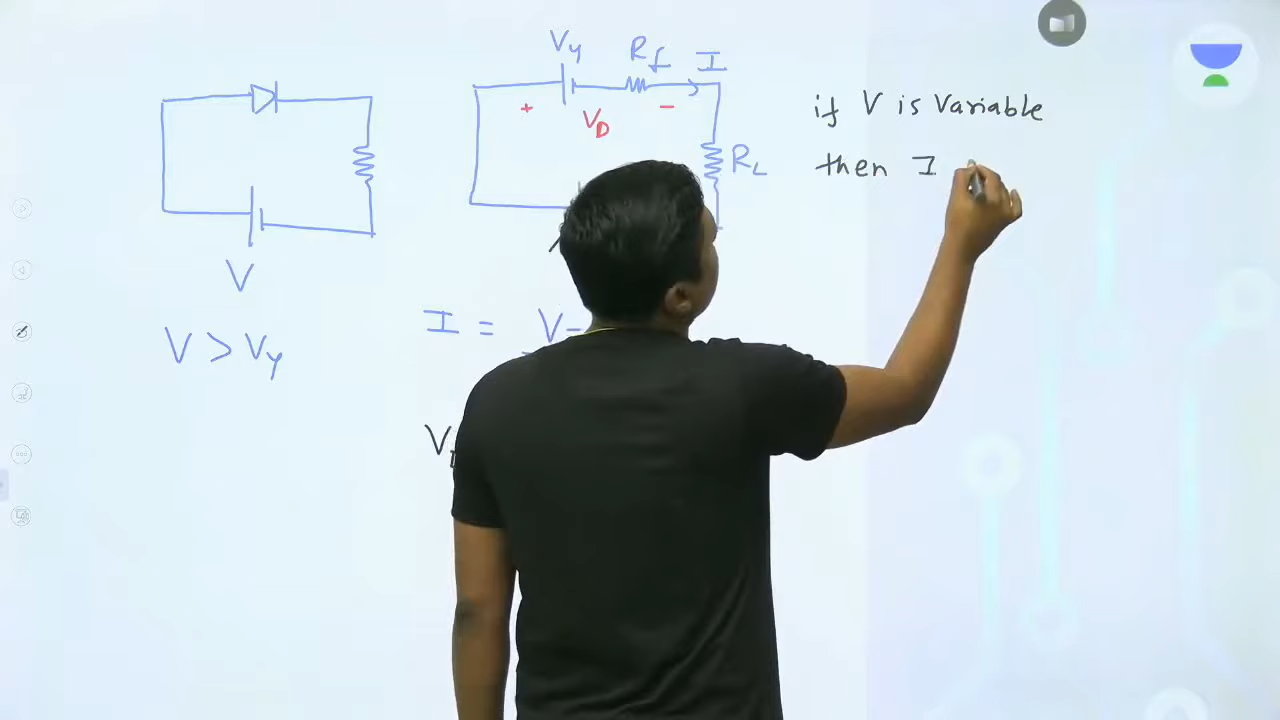 Vγ
Rf
I
+
VD
−
RL
if V is variable
then I
V
I = V-
V > Vγ